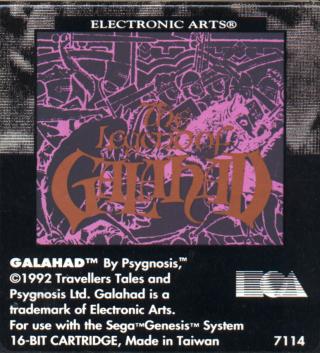 ELECTRONIC ARTS®
The
Legend of
GALAHAD
GALAHAD™ By Psygnosis,™
©1992 Travellers Tales and
Psygnosis Ltd. Galahad is a
trademark of Electronic Arts.
EA
For use with the Sega™Genesis™ System
16-BIT CARTRIDGE, Made in Taiwan
7114